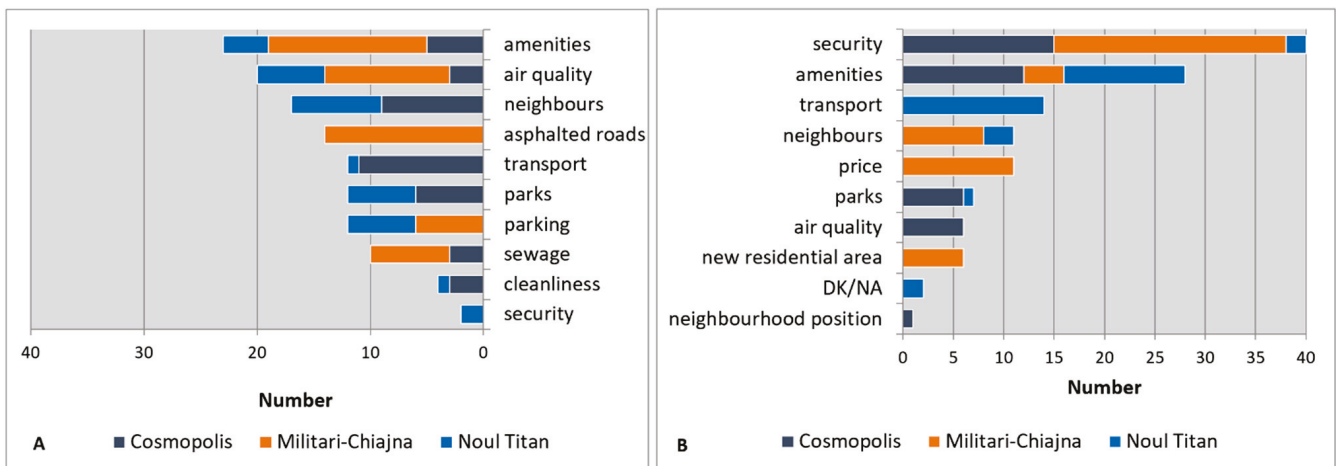 amenities
air quality
neighbours
asphalted roads
transport
parks
parking
sewage
cleanliness
security
40 30 20 10 0
Number
A Cosmopolis Militari-Chiajna Noul Titan
security
amenities
transport
neighbours
price
parks
air quality
new residential area
DK/NA
neighbourhood position
0 5 10 15 20 25 30 35 40
Number
B Cosmopolis Militari-Chiajna Noul Titan